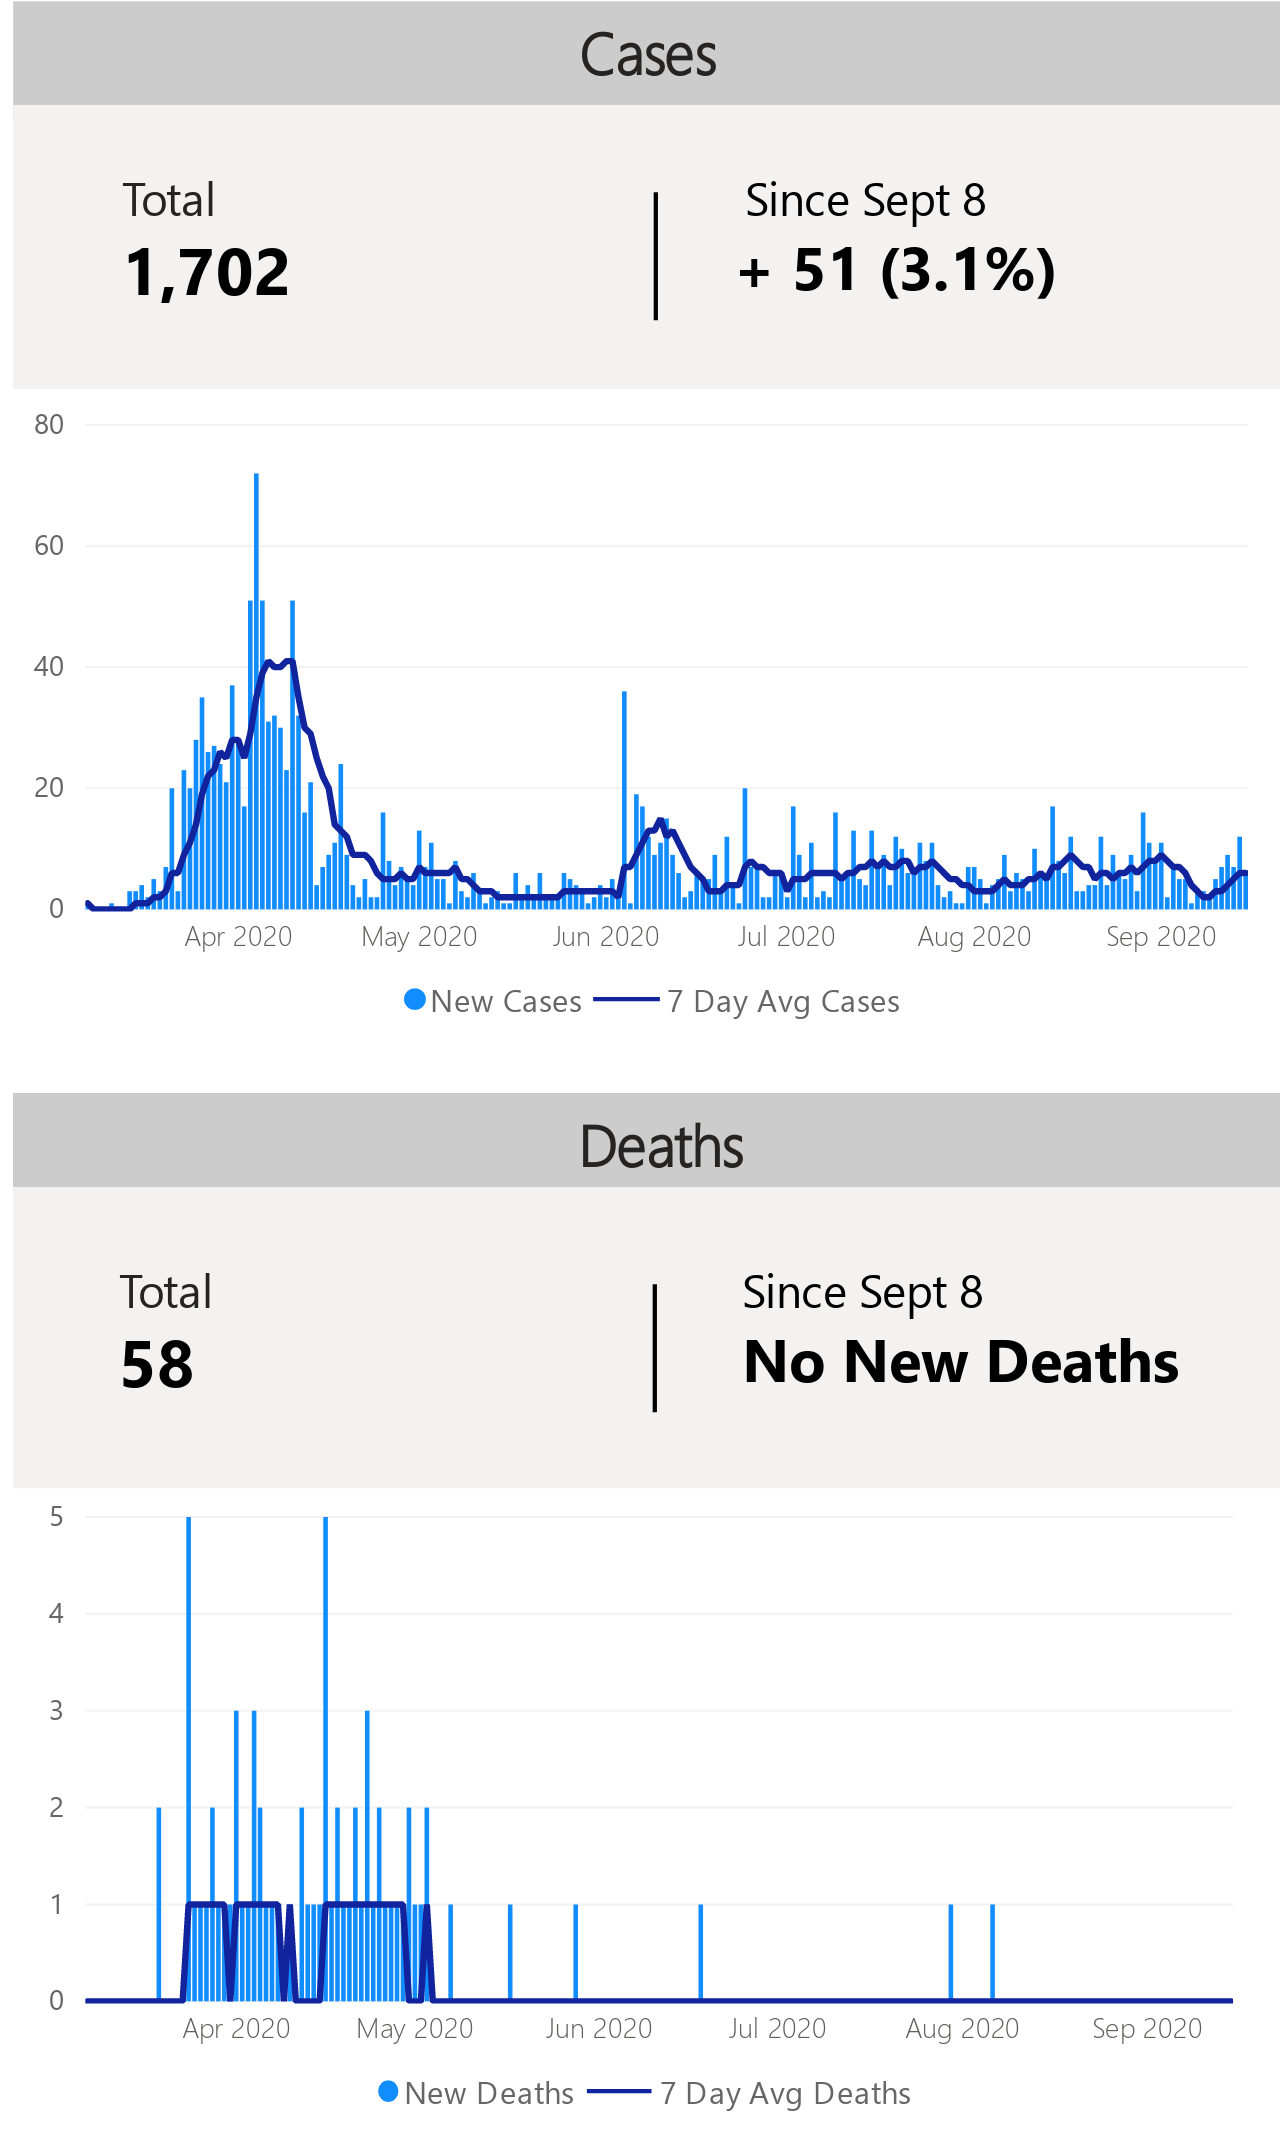 Cases
Total
Since Sept 8
1,702
+ 51 (3.1%)
80
60
40
20
0
Apr 2020 May 2020 Jun 2020 Jul 2020 Aug 2020 Sep 2020
New Cases 7 Day Avg Cases
Deaths
Total
Since Sept 8
58
No New Deaths
5
4
3
2
1
0
Apr 2020 May 2020 Jun 2020 Jul 2020 Aug 2020 Sep 2020
New Deaths 7 Day Avg Deaths